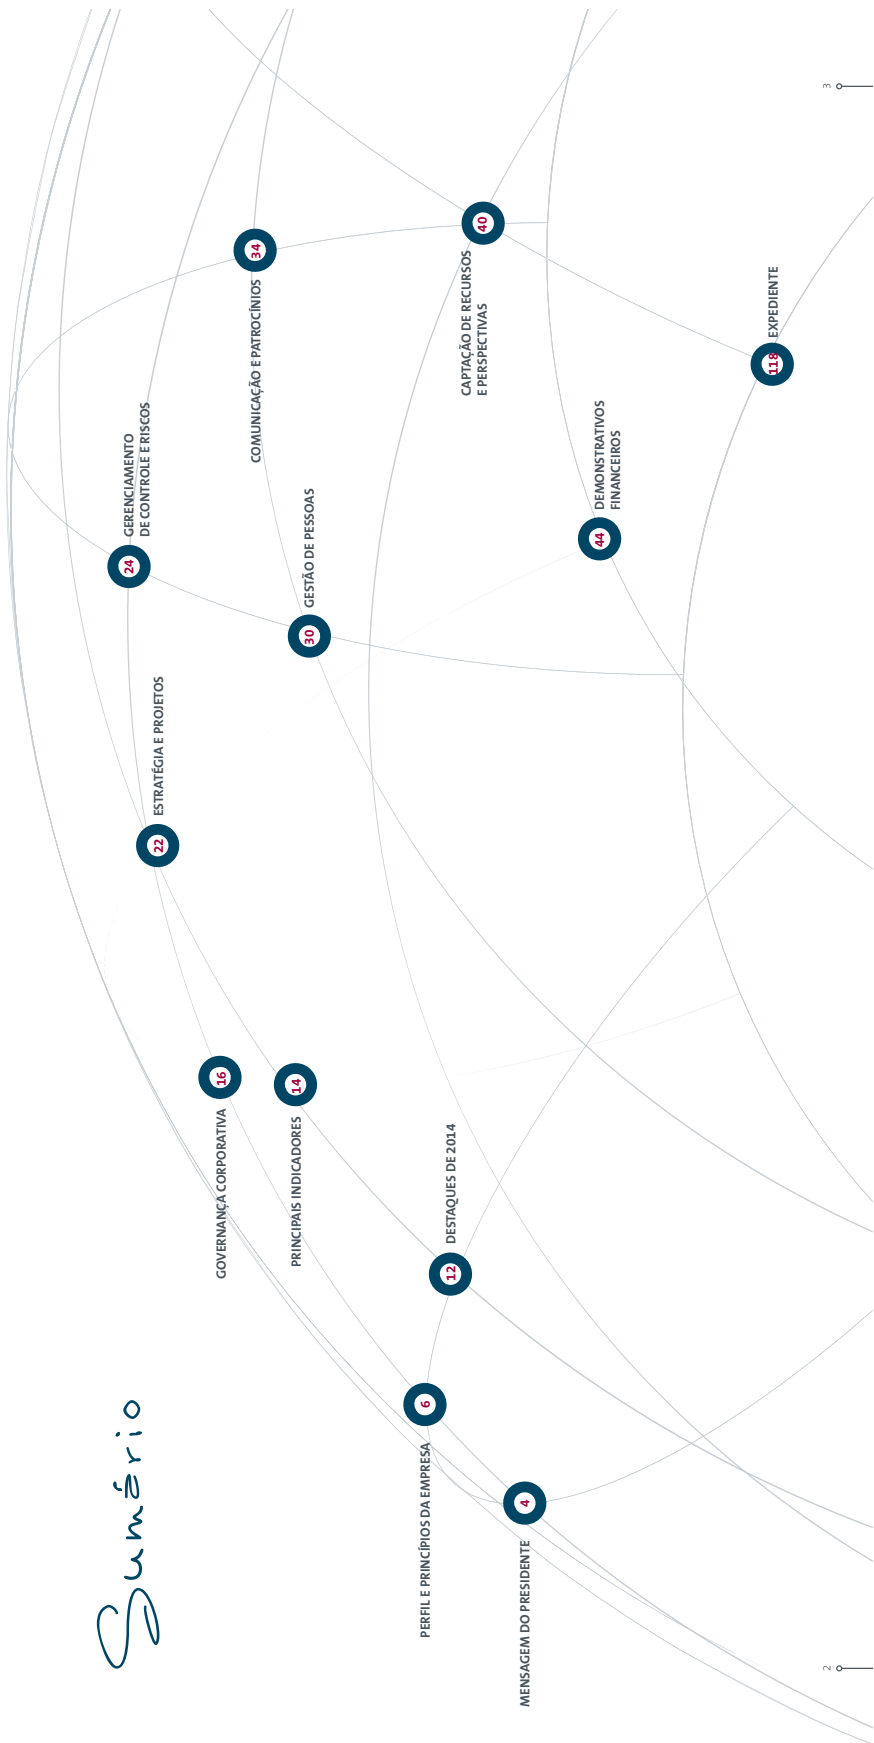 Sumário
4
MENSAGEM DO PRESIDENTE
6
PERFIL E PRINCÍPIOS DA EMPRESA
12
DESTAQUES DE 2014
14
PRINCIPAIS INDICADORES
16
GOVERNANÇA CORPORATIVA
22
ESTRATÉGIA E PROJETOS
24
GERENCIAMENTO
DE CONTROLE E RISCOS
30
GESTÃO DE PESSOAS
34
COMUNICAÇÃO E PATROCÍNIOS
40
CAPTAÇÃO DE RECURSOS
E PERSPECTIVAS
44
DEMONSTRATIVOS
FINANCEIROS
118
EXPEDIENTE
2
3